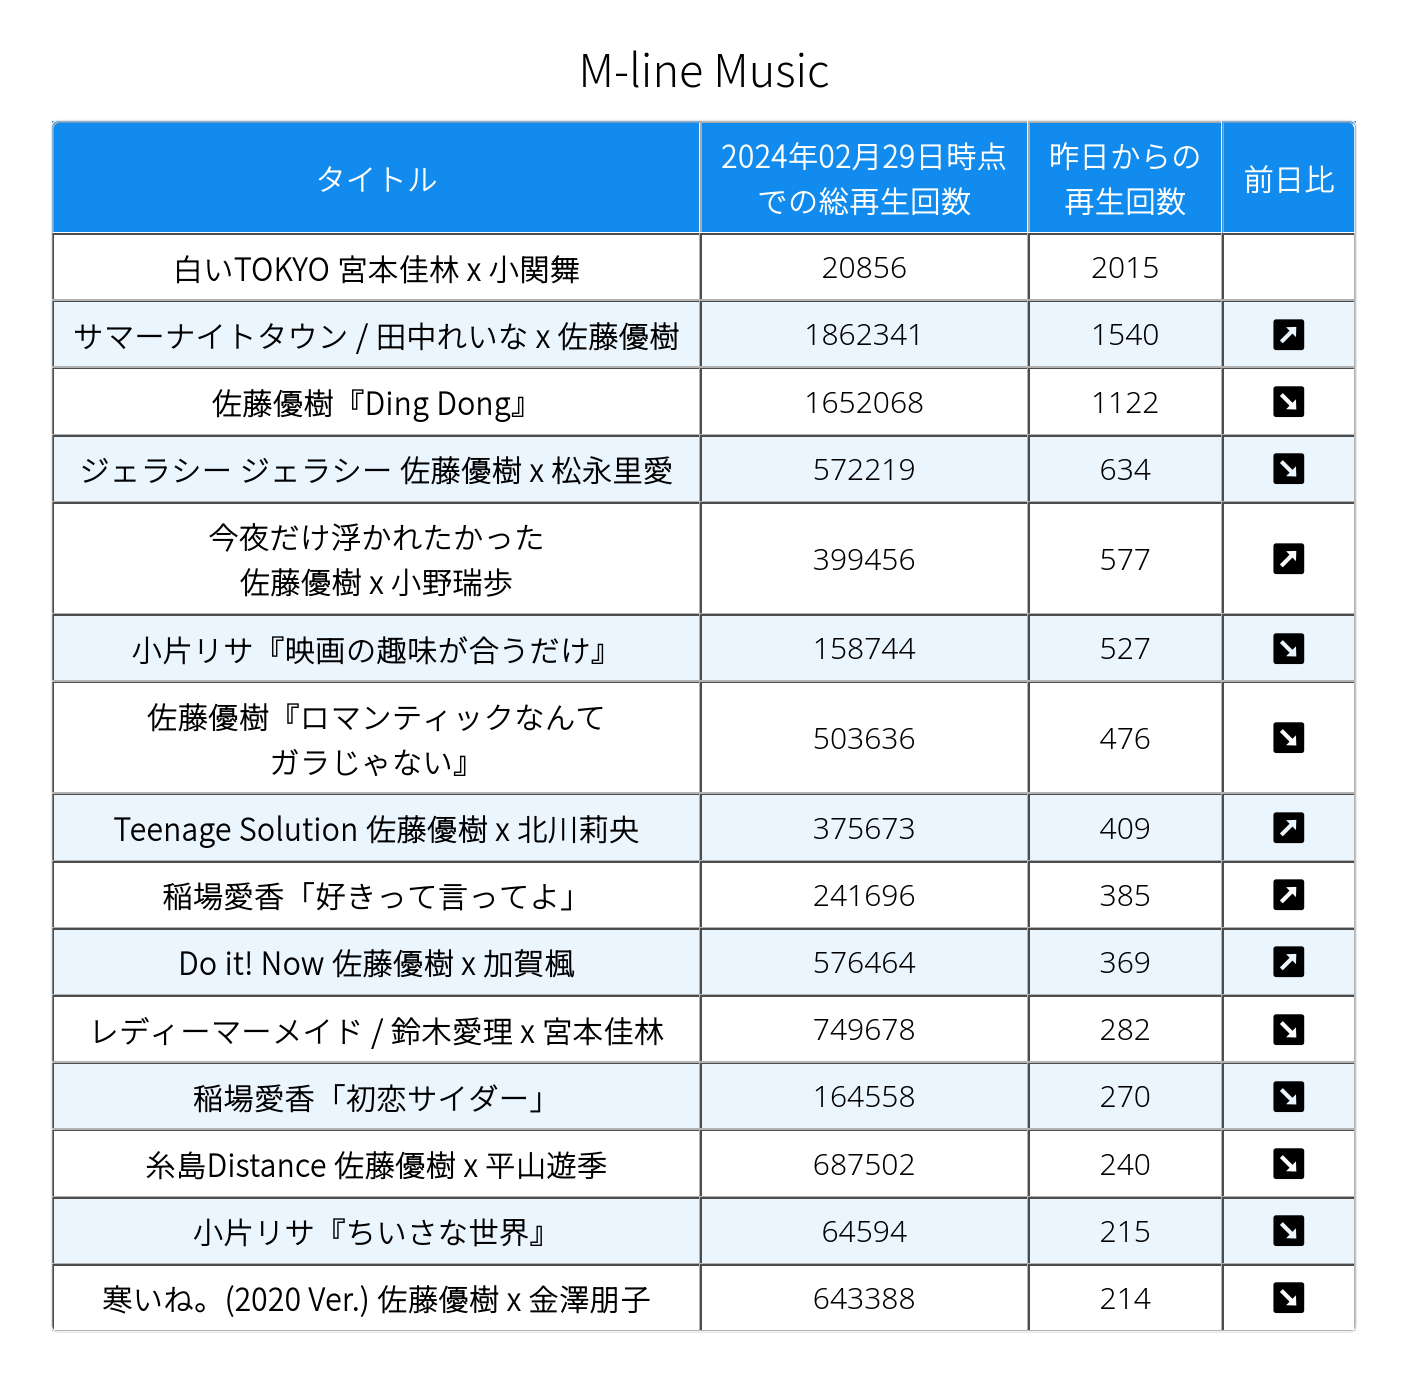 M-line Music
タイトル
2024年02月29日時点
での総再生回数
昨日からの
再生回数
前日比
白いTOKYO 宮本佳林 x 小関舞 20856 2015
サマーナイトタウン / 田中れいな x 佐藤優樹 1862341 1540 ↗
佐藤優樹『Ding Dong』 1652068 1122 ↘
ジェラシー ジェラシー 佐藤優樹 x 松永里愛 572219 634 ↘
今夜だけ浮かれたかった
佐藤優樹 x 小野瑞歩 399456 577 ↗
小片リサ『映画の趣味が合うだけ』 158744 527 ↘
佐藤優樹『ロマンティックなんて
ガラじゃない』 503636 476 ↘
Teenage Solution 佐藤優樹 x 北川莉央 375673 409 ↗
稲場愛香「好きって言ってよ」 241696 385 ↗
Do it! Now 佐藤優樹 x 加賀楓 576464 369 ↗
レディーマーメイド / 鈴木愛理 x 宮本佳林 749678 282 ↘
稲場愛香「初恋サイダー」 164558 270 ↘
糸島Distance 佐藤優樹 x 平山遊季 687502 240 ↘
小片リサ『ちいさな世界』 64594 215 ↘
寒いね。(2020 Ver.) 佐藤優樹 x 金澤朋子 643388 214 ↘